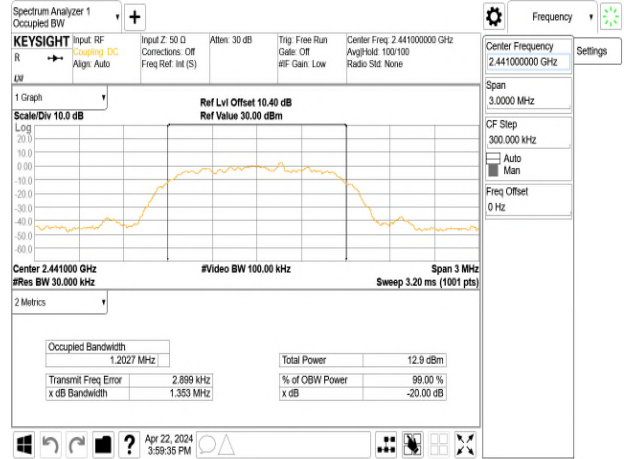 Spectrum Analyzer 1
Occupied BW
Frequency
KEYSIGHT
R
Input: RF
Coupling: DC
Align: Auto
Input Z: 50 Ω
Corrections: Off
Freq Ref: Int (S)
Atten: 30 dB
Trig: Free Run
Gate: Off
#IF Gain: Low
Center Freq: 2.441000000 GHz
Avg|Hold: 100/100
Radio Std: None
Center Frequency
2.441000000 GHz
Settings
Span
3.0000 MHz
CF Step
300.000 kHz
Auto
Man
Freq Offset
0 Hz
1 Graph
Scale/Div 10.0 dB
Ref Lvl Offset 10.40 dB
Ref Value 30.00 dBm
Log
20.0
10.0
0.00
-10.0
-20.0
-30.0
-40.0
-50.0
-60.0
Center 2.441000 GHz
#Res BW 30.000 kHz
#Video BW 100.00 kHz
Span 3 MHz
Sweep 3.20 ms (1001 pts)
2 Metrics
Occupied Bandwidth
1.2027 MHz
Total Power 12.9 dBm
Transmit Freq Error 2.899 kHz
% of OBW Power 99.00 %
x dB Bandwidth 1.353 MHz
x dB -20.00 dB
?
Apr 22, 2024
3:59:35 PM